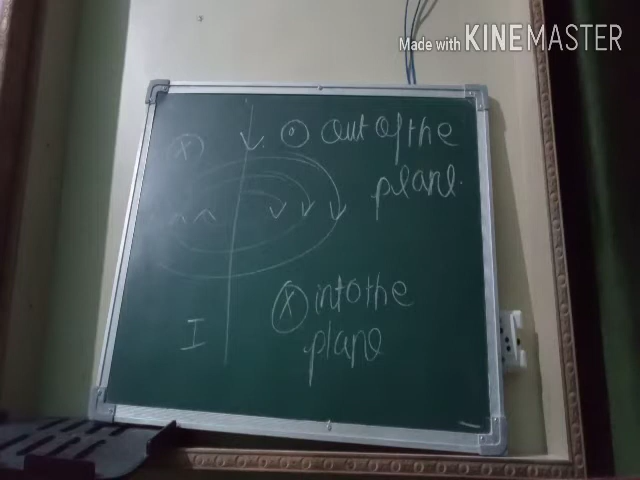 Made with KINEMASTER
out of the
plane.
(X)
(X) into the
plane
I